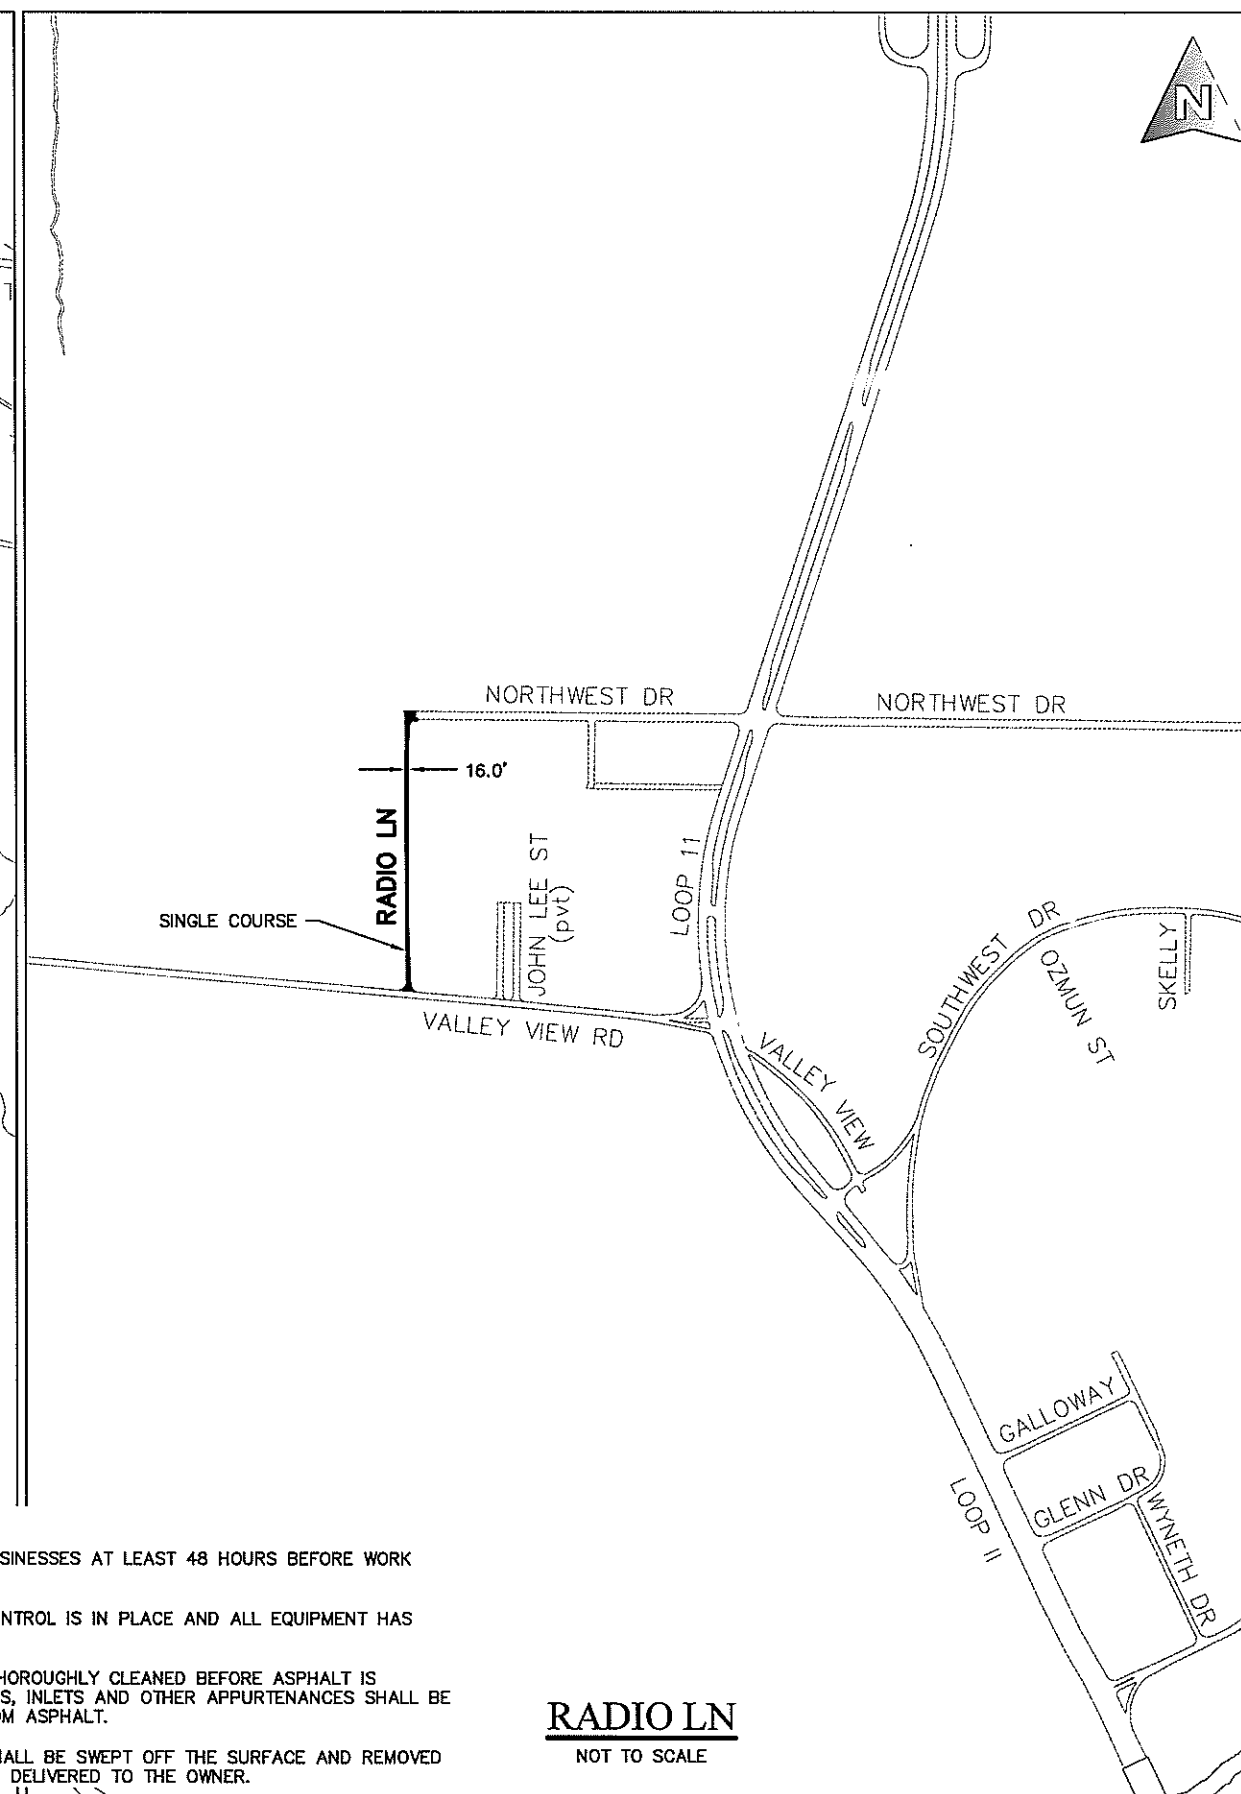 N
NORTHWEST DR
NORTHWEST DR
16.0'
RADIO LN
JOHN LEE ST
(pvt)
LOOP 11
SINGLE COURSE
VALLEY VIEW RD
VALLEY VIEW
SOUTHWEST DR
OZMUN ST
SKELLY
GALLOWAY
GLENN DR
WYNETH DR
LOOP 11
SINESSES AT LEAST 48 HOURS BEFORE WORK
NTROL IS IN PLACE AND ALL EQUIPMENT HAS
HOROUGHLY CLEANED BEFORE ASPHALT IS
S, INLETS AND OTHER APPURTENANCES SHALL BE
OM ASPHALT.
HALL BE SWEPT OFF THE SURFACE AND REMOVED
DELIVERED TO THE OWNER.
RADIO LN
NOT TO SCALE